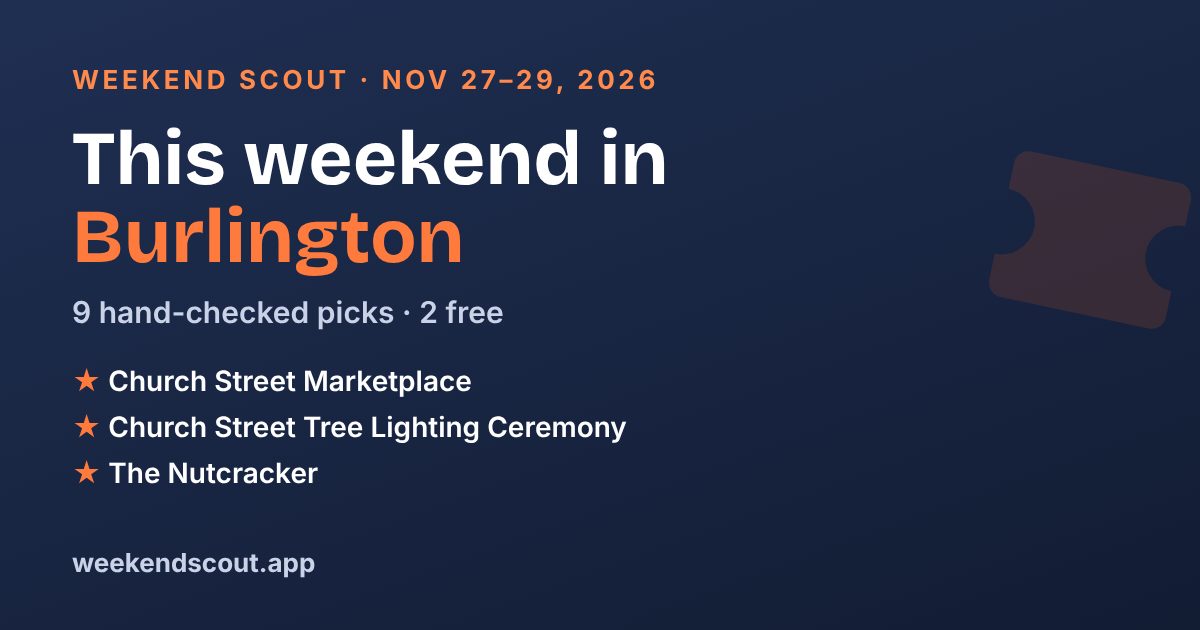 WEEKEND SCOUT · NOV 27–29, 2026
This weekend in
Burlington
9 hand-checked picks · 2 free
★ Church Street Marketplace
★ Church Street Tree Lighting Ceremony
★ The Nutcracker
weekendscout.app